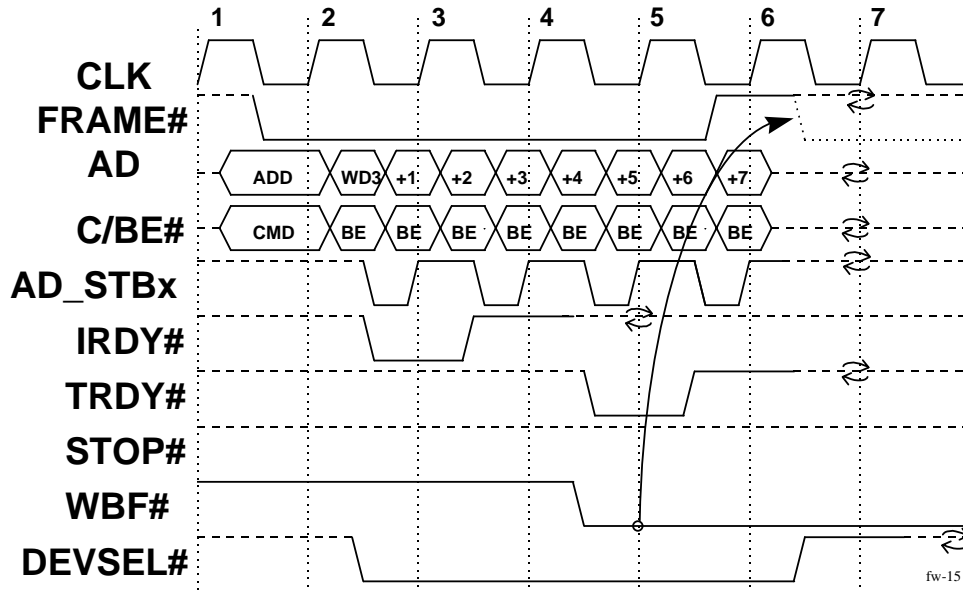 1 2 3 4 5 6 7
CLK
FRAME#
AD
ADD WD3 +1 +2 +3 +4 +5 +6 +7
C/BE#
CMD BE BE BE BE BE BE BE BE
AD_STBx
IRDY#
TRDY#
STOP#
WBF#
DEVSEL#
fw-15